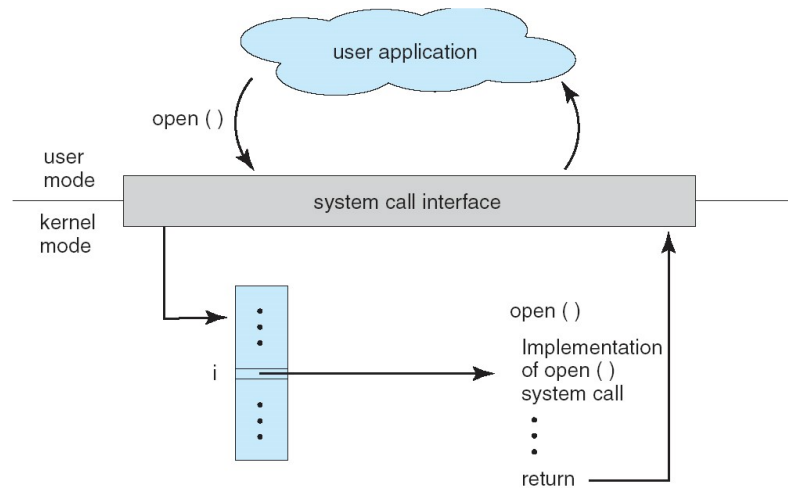 user application
open ( )
user
mode
system call interface
kernel
mode
open ( )
i
Implementation
of open ( )
system call
return